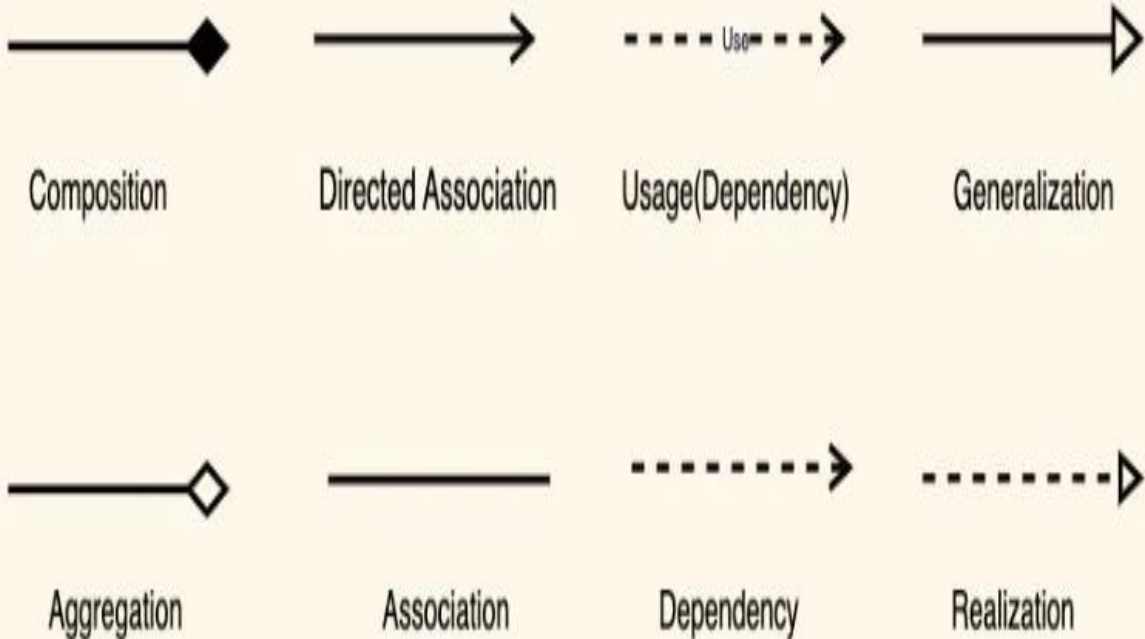 Use
Composition
Directed Association
Usage(Dependency)
Generalization
Aggregation
Association
Dependency
Realization